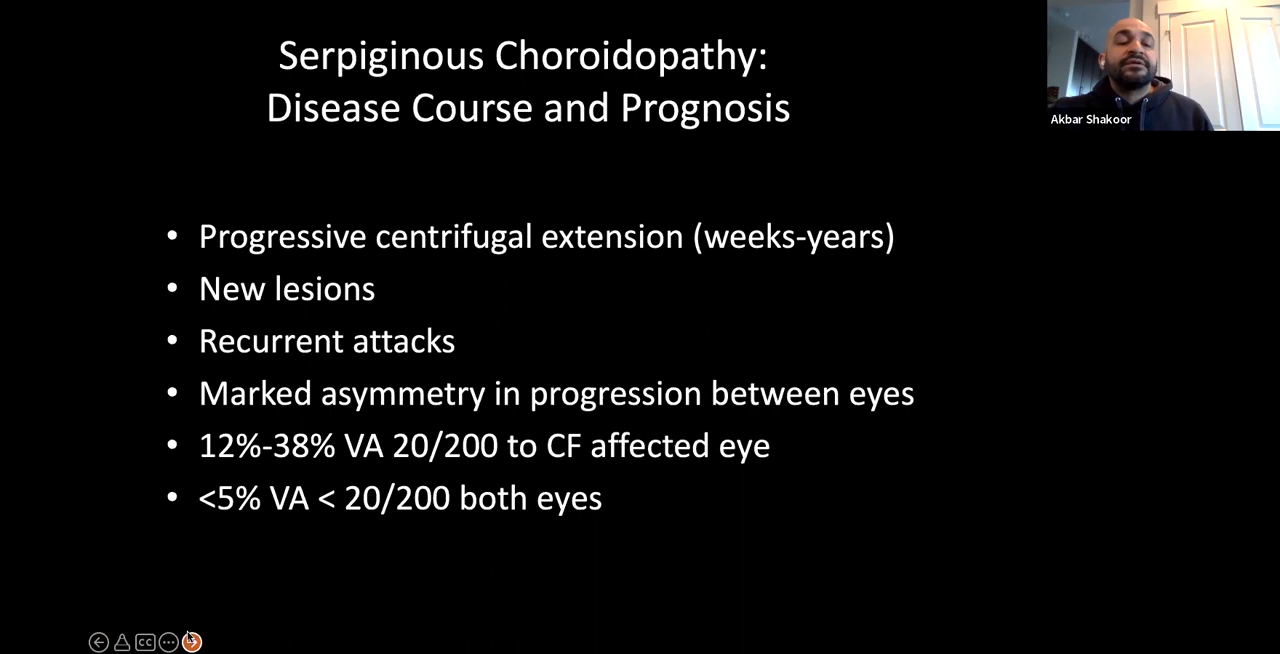 Serpiginous Choroidopathy:
Disease Course and Prognosis
Akbar Shakoor
• Progressive centrifugal extension (weeks-years)
• New lesions
• Recurrent attacks
• Marked asymmetry in progression between eyes
• 12%-38% VA 20/200 to CF affected eye
• <5% VA < 20/200 both eyes
CC